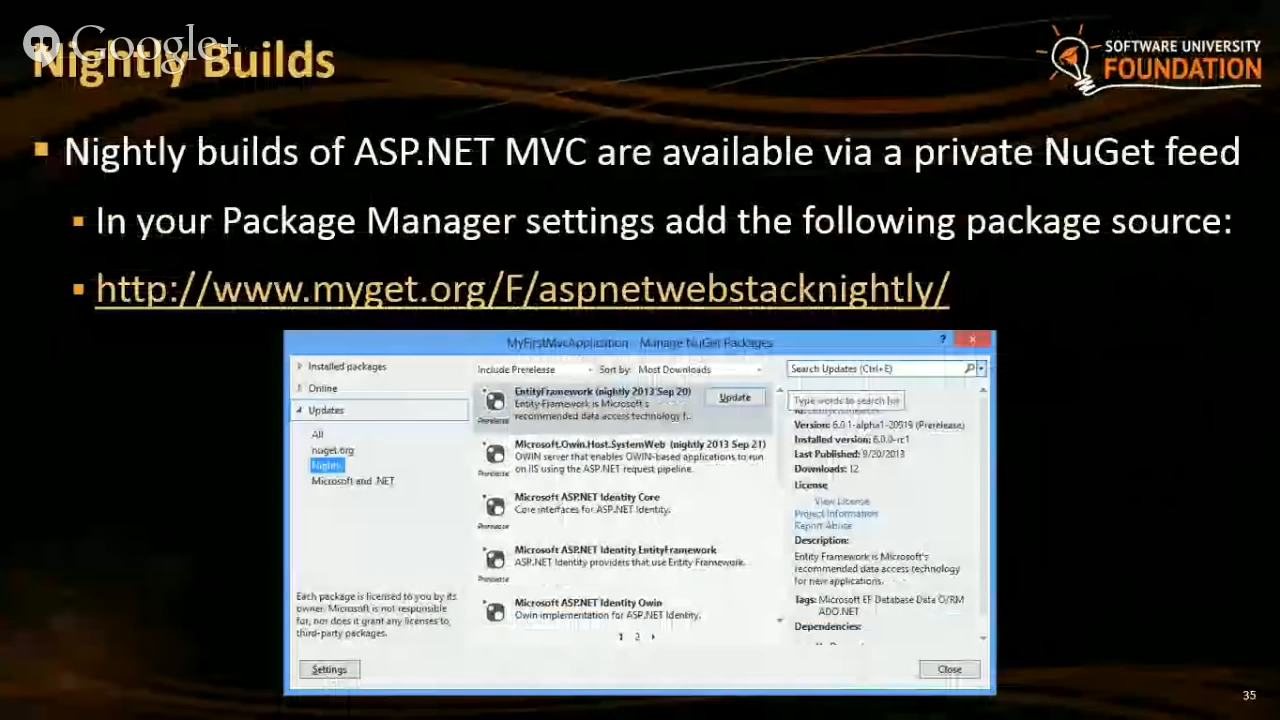 Google+
Nightly Builds
SOFTWARE UNIVERSITY
FOUNDATION
Nightly builds of ASP.NET MVC are available via a private NuGet feed
In your Package Manager settings add the following package source:
http://www.myget.org/F/aspnetwebstacknightly/
MyFirstMvcApplication - Manage NuGet Packages
?
Installed packages
Online
Updates
All
nuget.org
Nightly
Microsoft and .NET
Each package is licensed to you by its
owner. Microsoft is not responsible
for, nor does it grant any licenses to
third-party packages.
Settings
Include Prerelease
Sort by: Most Downloads
EntityFramework (nightly 2013 Sep 20)
Entity Framework is Microsoft's
recommended data access technology f...
Prerelease
Update
Microsoft.Owin.Host.SystemWeb (nightly 2013 Sep 21)
OWIN server that enables OWIN-based applications to run
on IIS using the ASP.NET request pipeline.
Prerelease
Microsoft ASP.NET Identity Core
Core interfaces for ASP.NET Identity.
Prerelease
Microsoft ASP.NET Identity EntityFramework
ASP.NET Identity providers that use Entity Framework.
Prerelease
Microsoft ASP.NET Identity Owin
Owin implementation for ASP.NET Identity.
1 2
Search Updates (Ctrl+E)
Type words to search for
Version: 6.0.1-alpha1-20919 (Prerelease)
Installed version: 6.0.0-rc1
Last Published: 9/20/2013
Downloads: 12
License
View License
Project Information
Report Abuse
Description:
Entity Framework is Microsoft's
recommended data access technology
for new applications.
Tags: Microsoft EF Database Data O/RM
ADO.NET
Dependencies:
Close
35